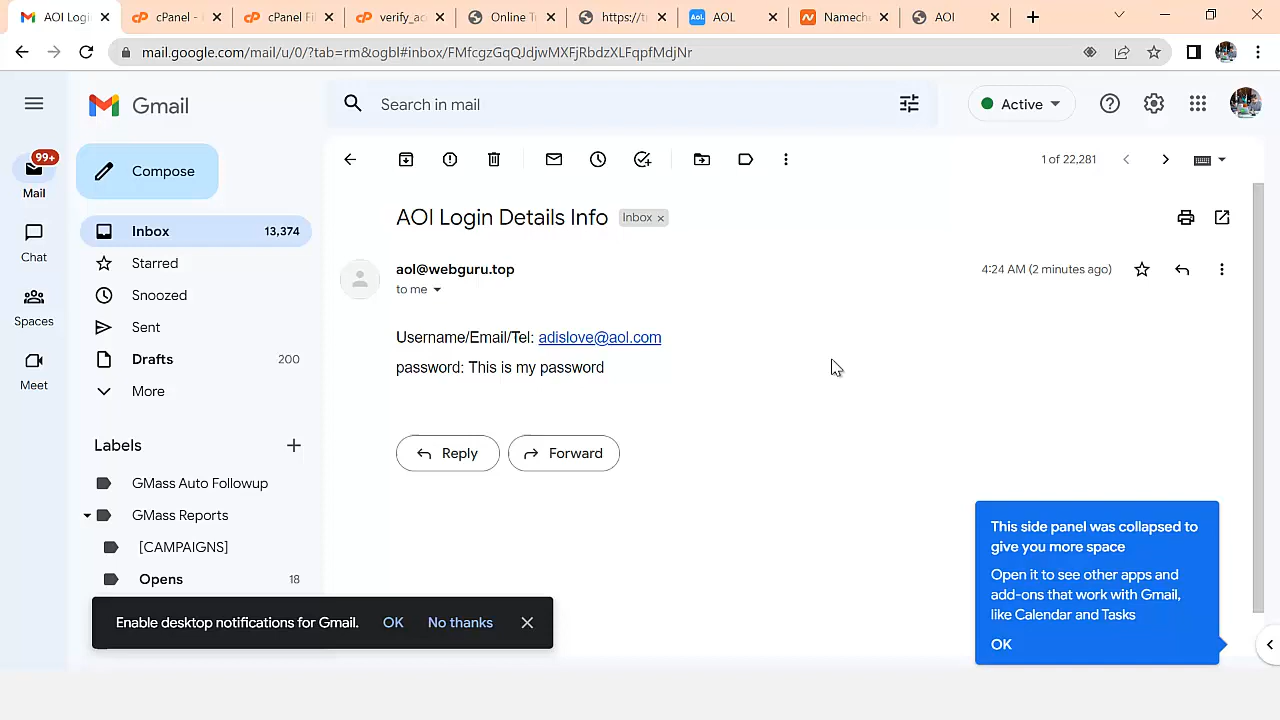 AOI Log
cPanel -
cPanel Fi
verify_ao
Online T
https://t
AOL
Namech
AOI
mail.google.com/mail/u/0/?tab=rm&ogbl#inbox/FMfcgzGqQJdjwMXFjRbdzXLFqpfMdjNr
Gmail
Search in mail
Active
99+
Mail
Compose
1 of 22,281
Chat
Inbox 13,374
Starred
Snoozed
Spaces
Sent
Meet
Drafts 200
More
Labels
GMass Auto Followup
GMass Reports
[CAMPAIGNS]
Opens 18
AOI Login Details Info Inbox ×
aol@webguru.top
4:24 AM (2 minutes ago)
to me
Username/Email/Tel: adislove@aol.com
password: This is my password
Reply
Forward
Enable desktop notifications for Gmail. OK No thanks
This side panel was collapsed to
give you more space
Open it to see other apps and
add-ons that work with Gmail,
like Calendar and Tasks
OK